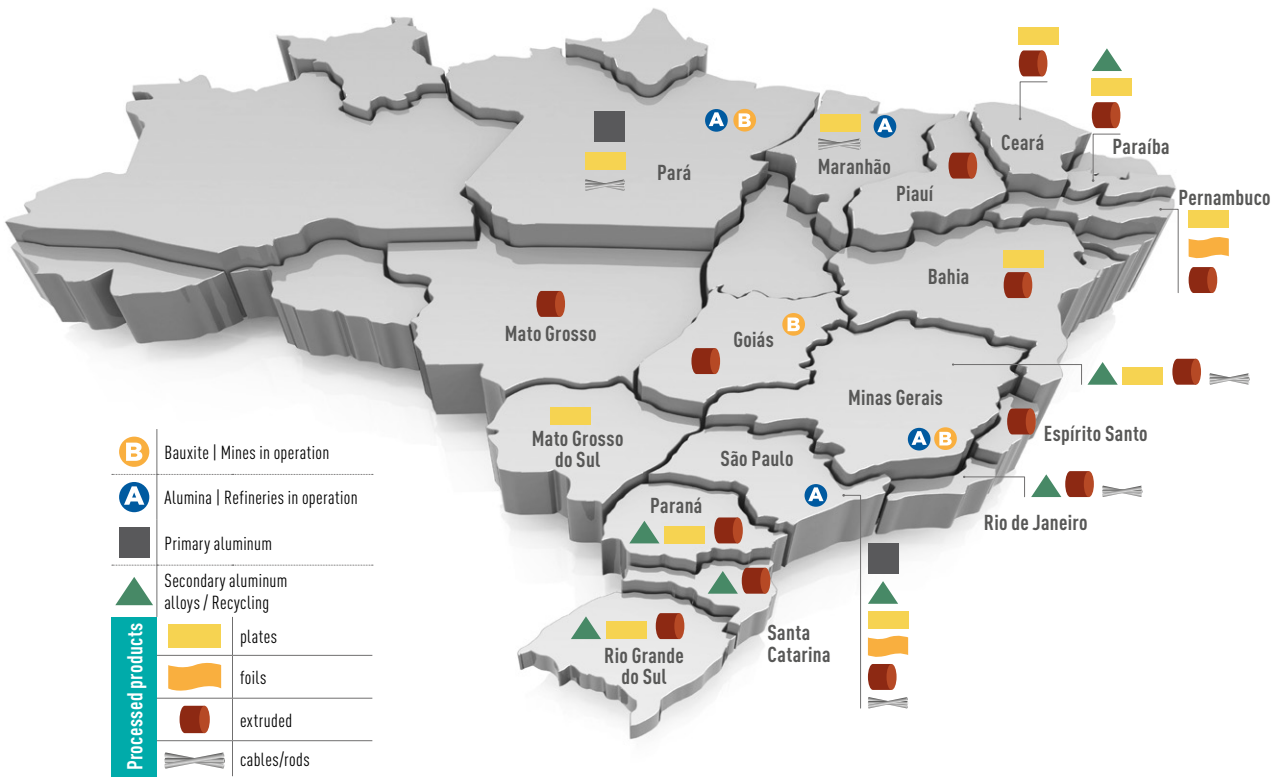 Ceará
Paraíba
Pará
Maranhão
Piauí
Pernambuco
A
B
A
Bahia
Mato Grosso
Goiás
B
Minas Gerais
A
B
Espírito Santo
Mato Grosso
do Sul
São Paulo
A
Rio de Janeiro
Paraná
Santa
Catarina
Rio Grande
do Sul
B
Bauxite | Mines in operation
A
Alumina | Refineries in operation
Primary aluminum
Secondary aluminum
alloys / Recycling
Processed products
plates
foils
extruded
cables/rods